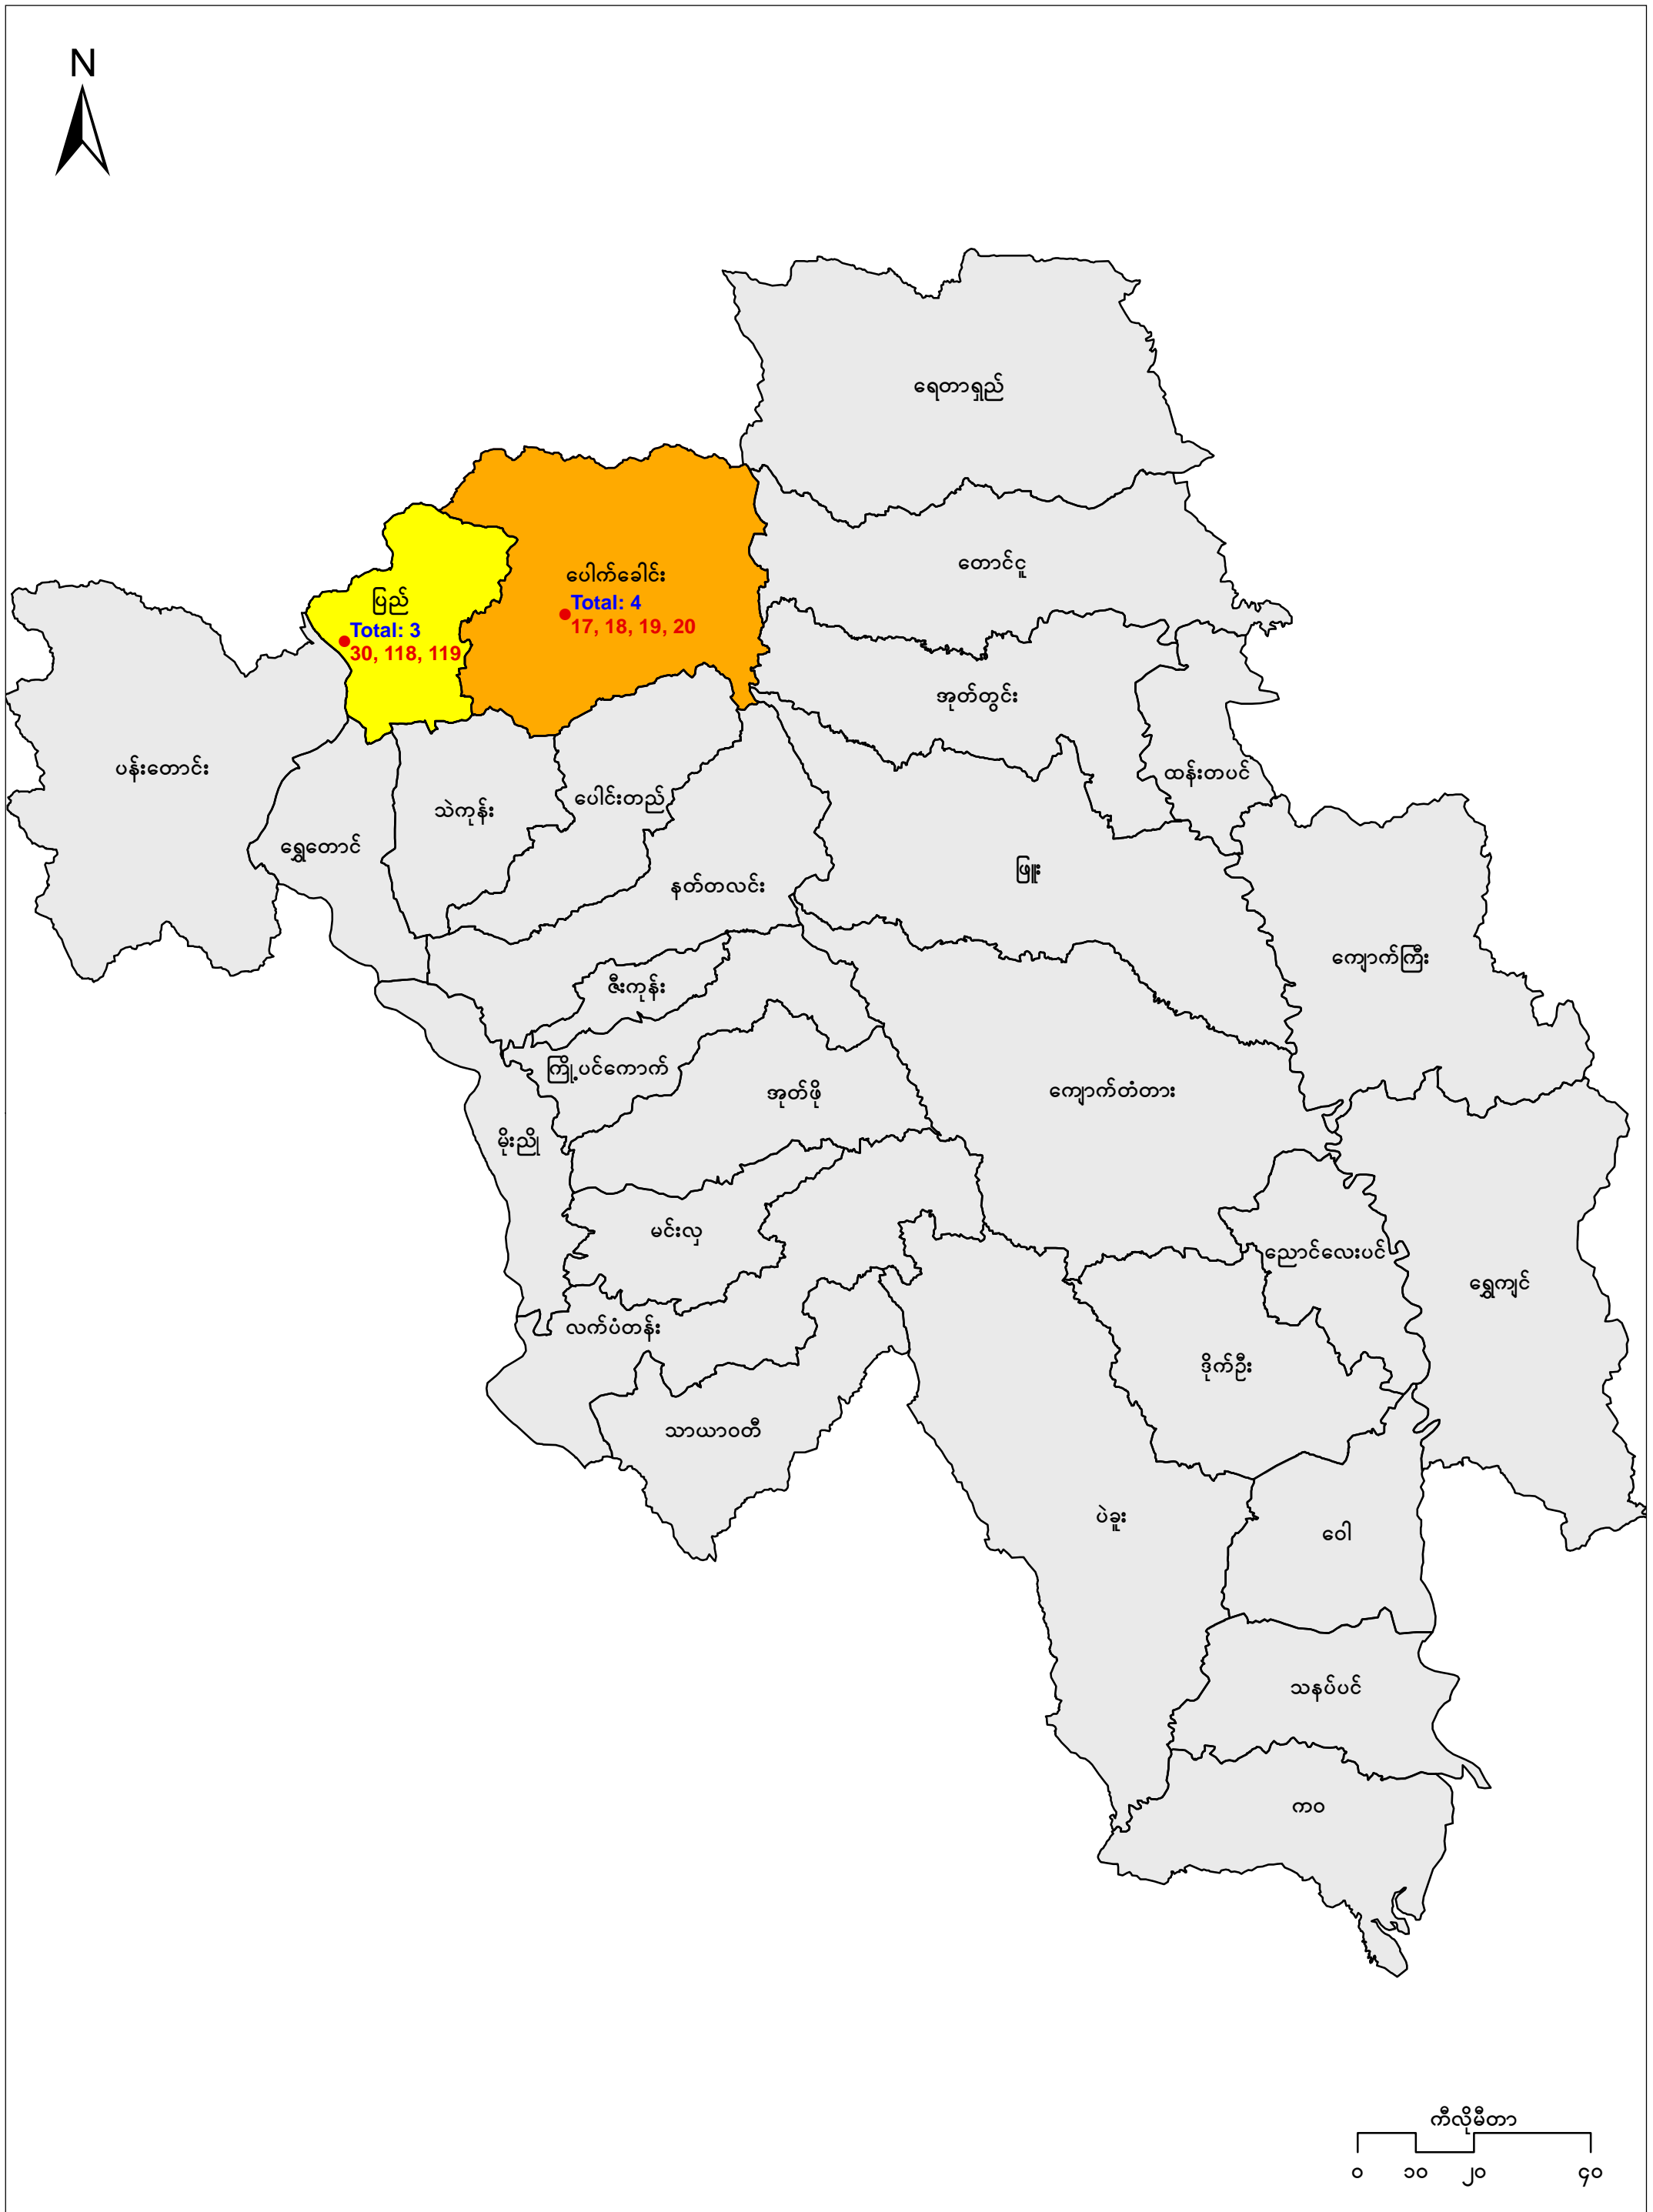 N
ရေတာရှည်
တောင်ငူ
ပေါက်ခေါင်း
Total: 4
17, 18, 19, 20
ပြည်
Total: 3
30, 118, 119
အုတ်တွင်း
ထန်းတပင်
ပန်းတောင်း
ပေါင်းတည်
သဲကုန်း
ရွှေတောင်
ဖြူး
နတ်တလင်း
ကျောက်ကြီး
ဇီးကုန်း
ကြို့ပင်ကောက်
အုတ်ဖို
ကျောက်တံတား
မိုးညို
မင်းလှ
ညောင်လေးပင်
ရွှေကျင်
လက်ပံတန်း
ဒိုက်ဦး
သာယာဝတီ
ပဲခူး
ဝေါ
သနပ်ပင်
ကဝ
ကီလိုမီတာ
၀ ၁၀ ၂၀ ၄၀